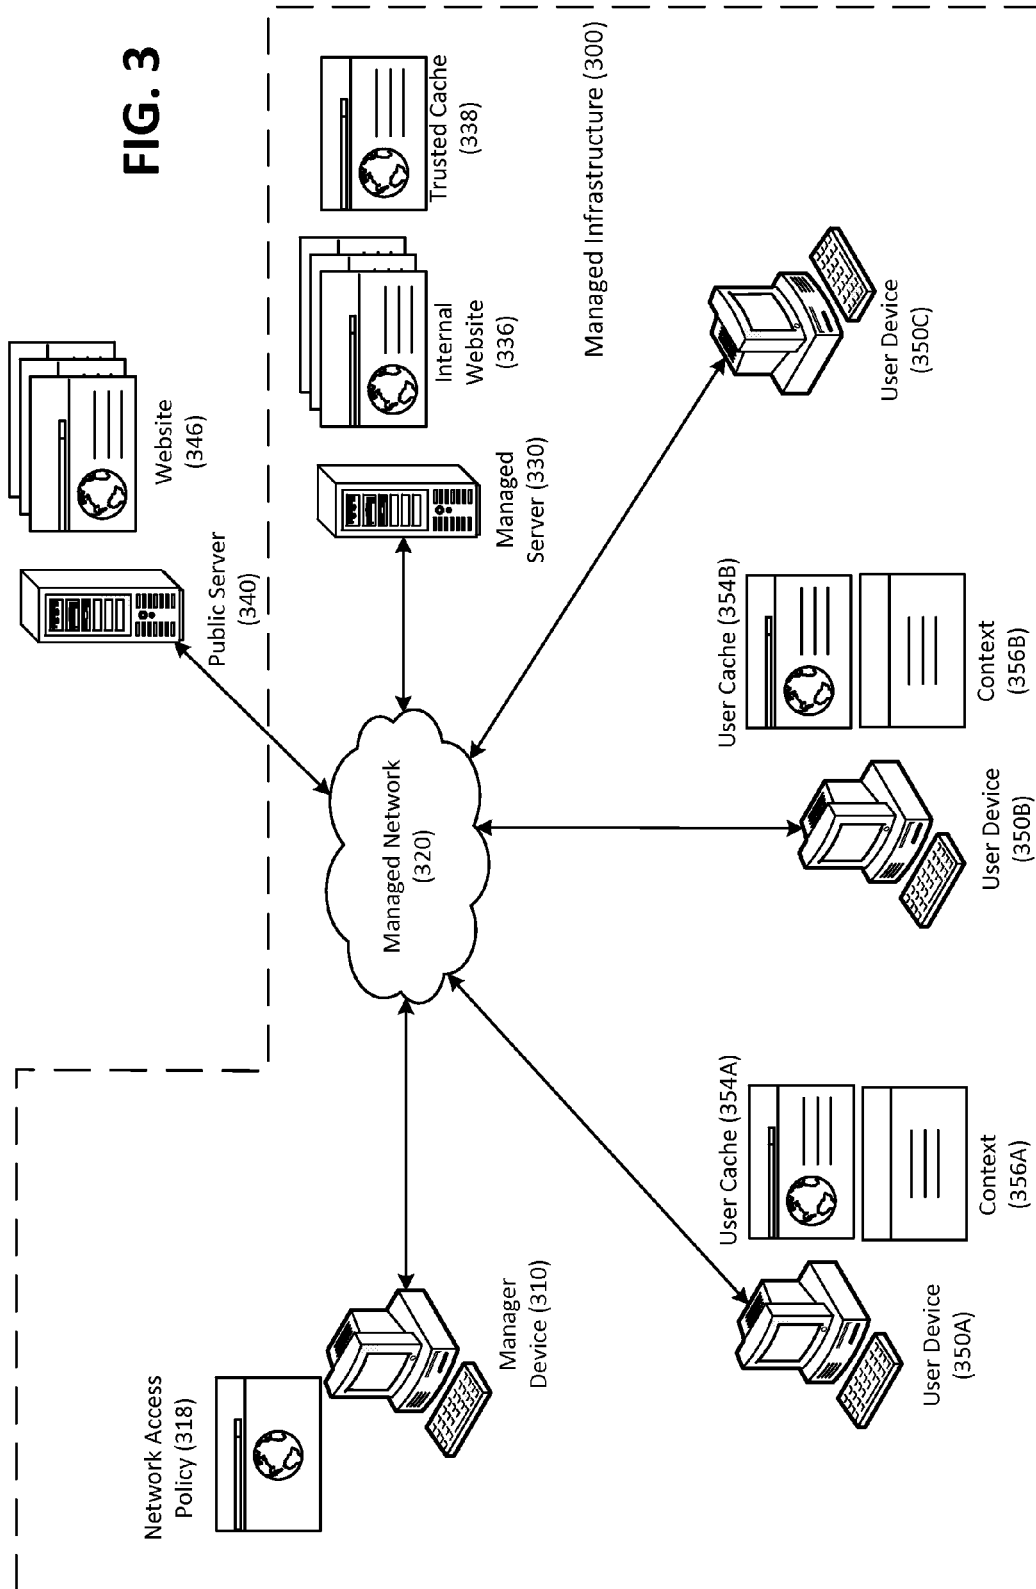 FIG. 3
Website
(346)
Public Server
(340)
Network Access
Policy (318)
Trusted Cache
(338)
Internal
Website
(336)
Managed
Server (330)
Managed Infrastructure (300)
Managed Network
(320)
Manager
Device (310)
User Cache (354A)
User Device
(350A)
Context
(356A)
User Cache (354B)
User Device
(350B)
Context
(356B)
User Device
(350C)